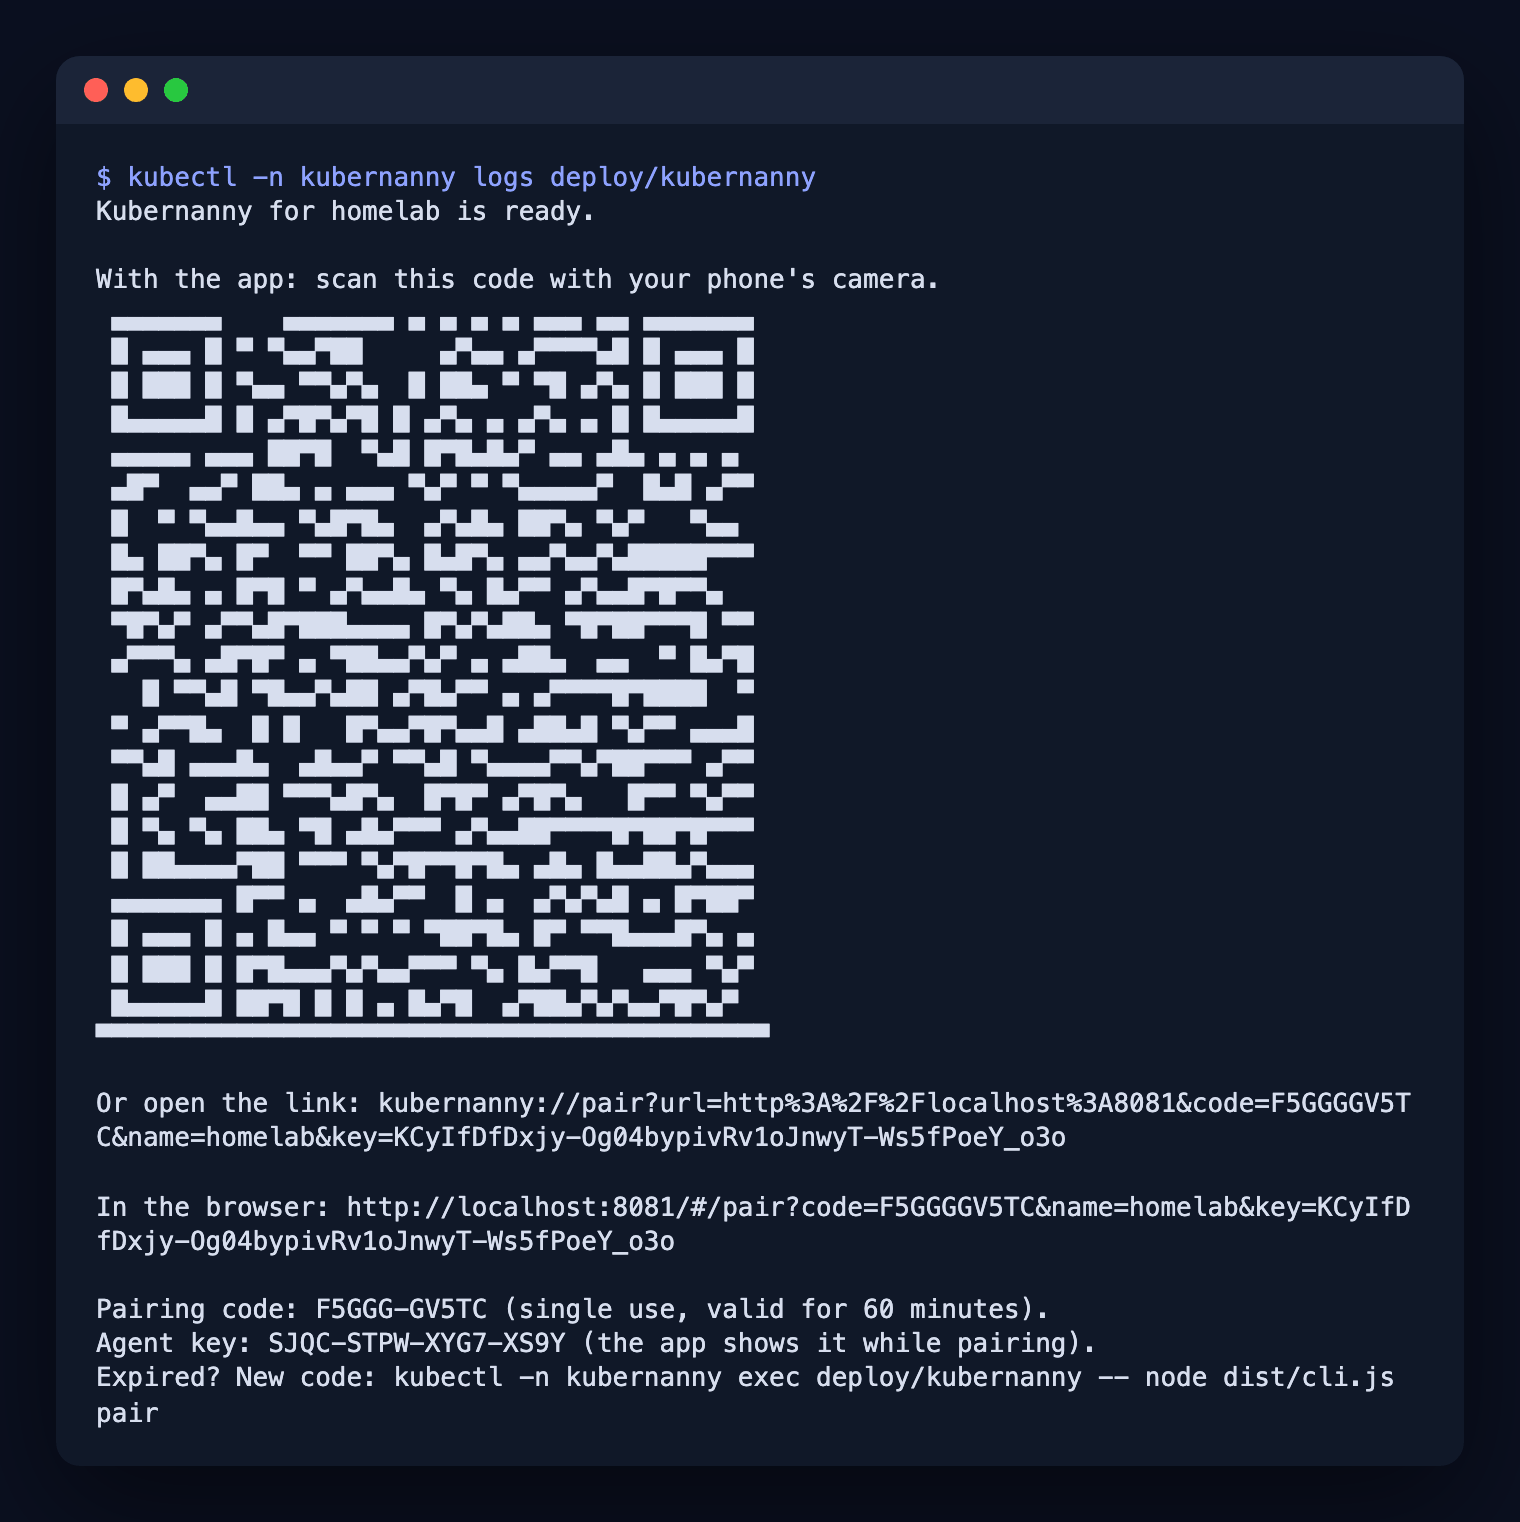 $ kubectl -n kubernanny logs deploy/kubernanny
Kubernanny for homelab is ready.
With the app: scan this code with your phone's camera.
Or open the link: kubernanny://pair?url=http%3A%2F%2Flocalhost%3A8081&code=F5GGGGV5T
C&name=homelab&key=KCyIfDfDxjy-Og04bypivRv1oJnwyT-Ws5fPoeY_o3o
In the browser: http://localhost:8081/#/pair?code=F5GGGGV5TC&name=homelab&key=KCyIfD
fDxjy-Og04bypivRv1oJnwyT-Ws5fPoeY_o3o
Pairing code: F5GGG-GV5TC (single use, valid for 60 minutes).
Agent key: SJQC-STPW-XYG7-XS9Y (the app shows it while pairing).
Expired? New code: kubectl -n kubernanny exec deploy/kubernanny -- node dist/cli.js
pair